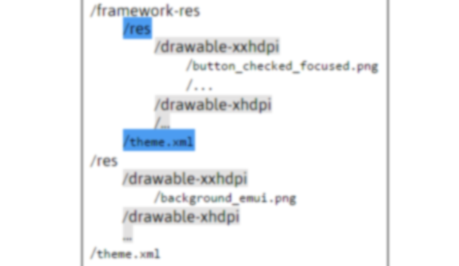 /framework-res
/res
/drawable-xxhdpi
/button_checked_focused.png
/...
/drawable-xhdpi
/…
/theme.xml
/res
/drawable-xxhdpi
/background_emui.png
/drawable-xhdpi
…
/theme.xml